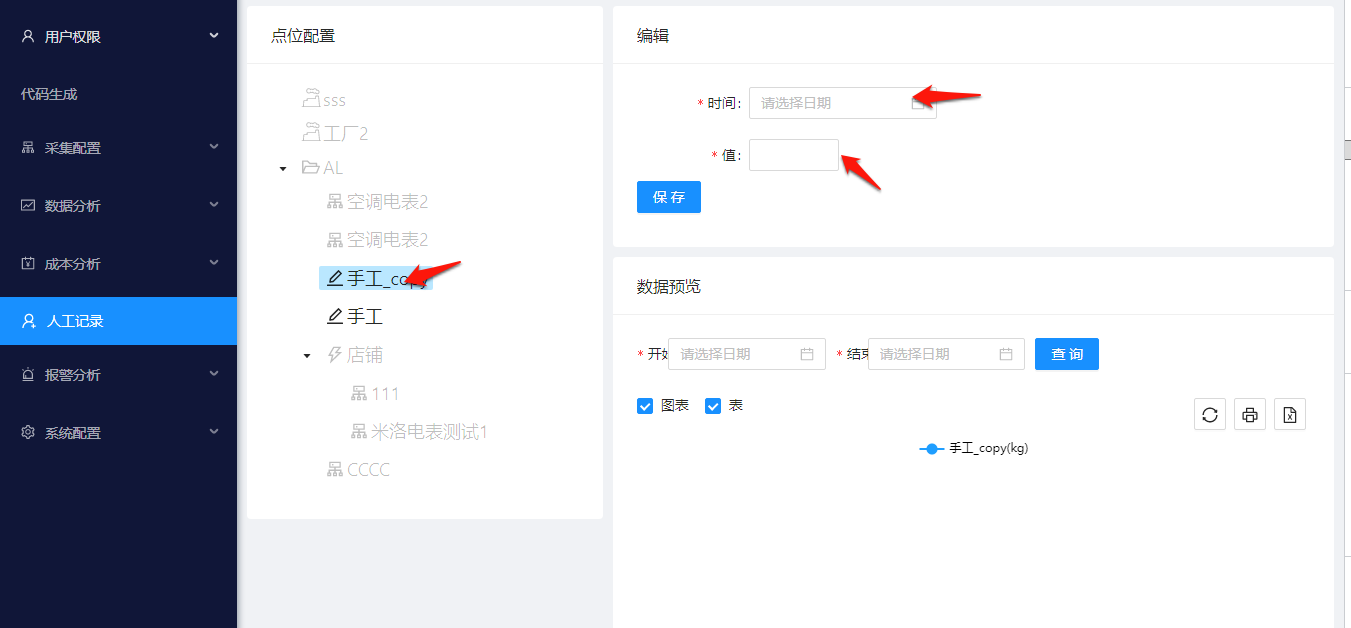 用户权限
代码生成
采集配置
数据分析
成本分析
人工记录
报警分析
系统配置
点位配置
sss
工厂2
AL
空调电表2
空调电表2
手工_copy
手工
店铺
111
米洛电表测试1
CCCC
编辑
* 时间: 请选择日期
* 值:
保 存
数据预览
* 开始 请选择日期 * 结束 请选择日期 查 询
图表 表
手工_copy(kg)